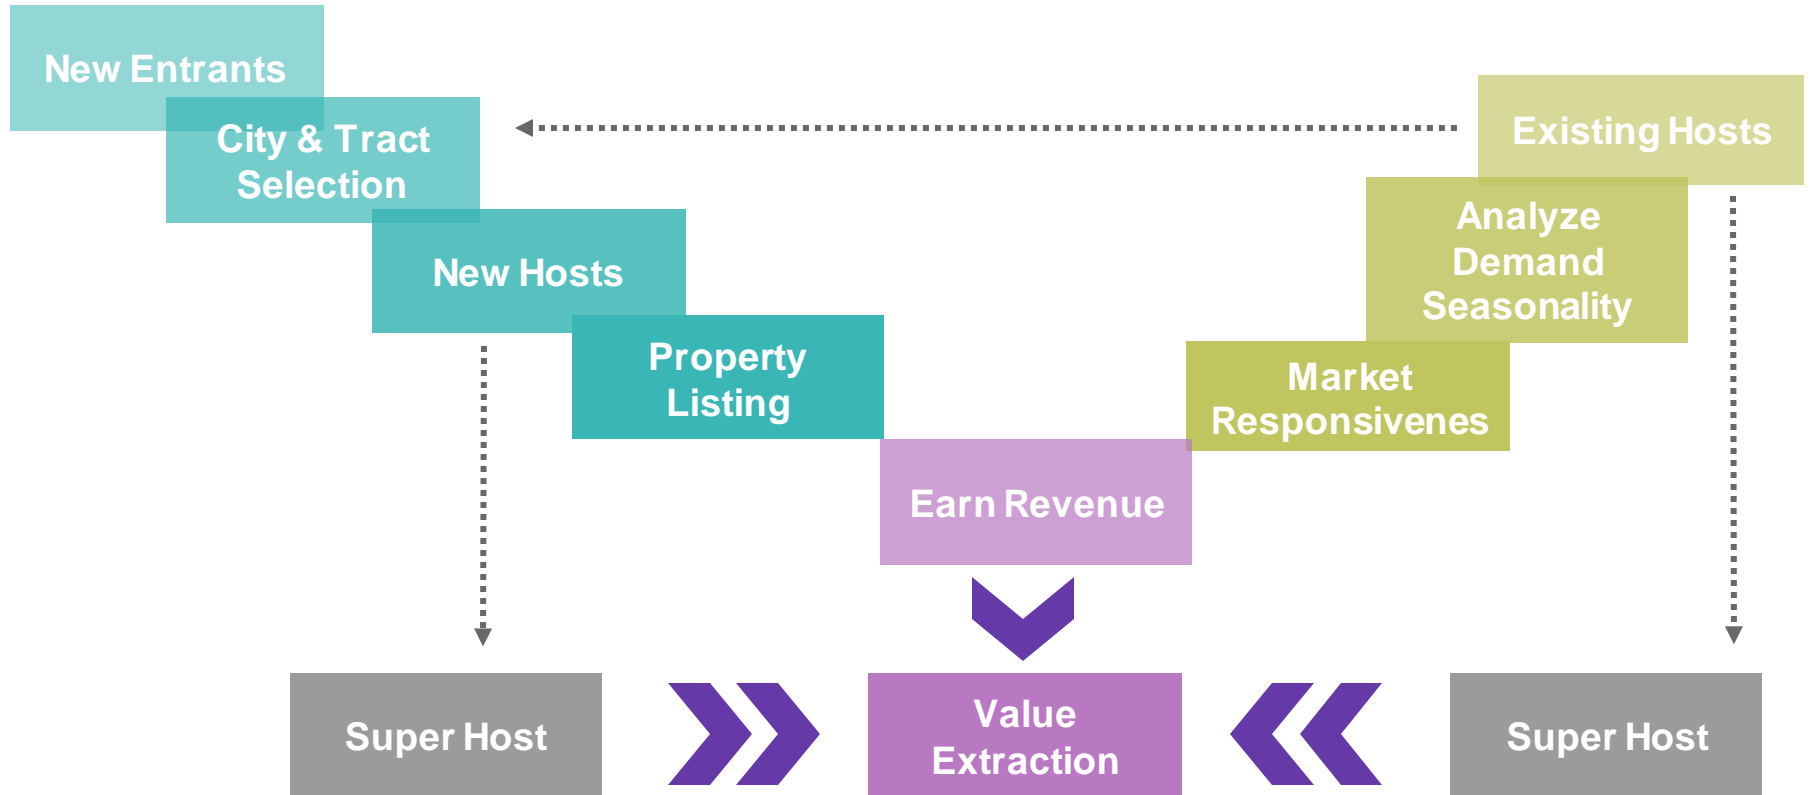 New Entrants
City & Tract
Selection
New Hosts
Property
Listing
Existing Hosts
Analyze
Demand
Seasonality
Market
Responsivenes
Earn Revenue
Super Host
Value
Extraction
Super Host